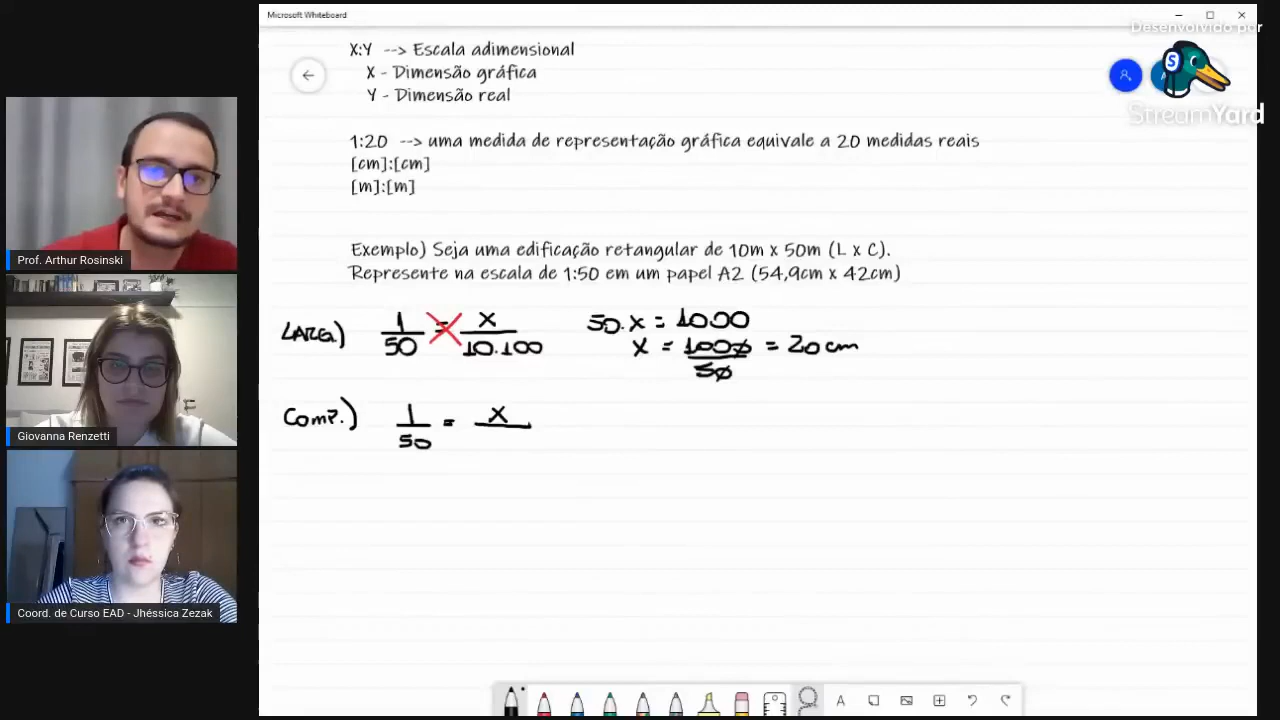 Microsoft Whiteboard
Desenvolvido por
StreamYard
X:Y --> Escala adimensional
X - Dimensão gráfica
Y - Dimensão real
1:20 --> uma medida de representação gráfica equivale a 20 medidas reais
[cm]:[cm]
[m]:[m]
Exemplo) Seja uma edificação retangular de 10m x 50m (L x C).
Represente na escala de 1:50 em um papel A2 (54,9cm x 42cm)
LARG.) 1/50 = X/10.100
50.X = 1000
X = 1000/50 = 20 cm
COMP.) 1/50 = X
Prof. Arthur Rosinski
Giovanna Renzetti
Coord. de Curso EAD - Jhéssica Zezak
S
A